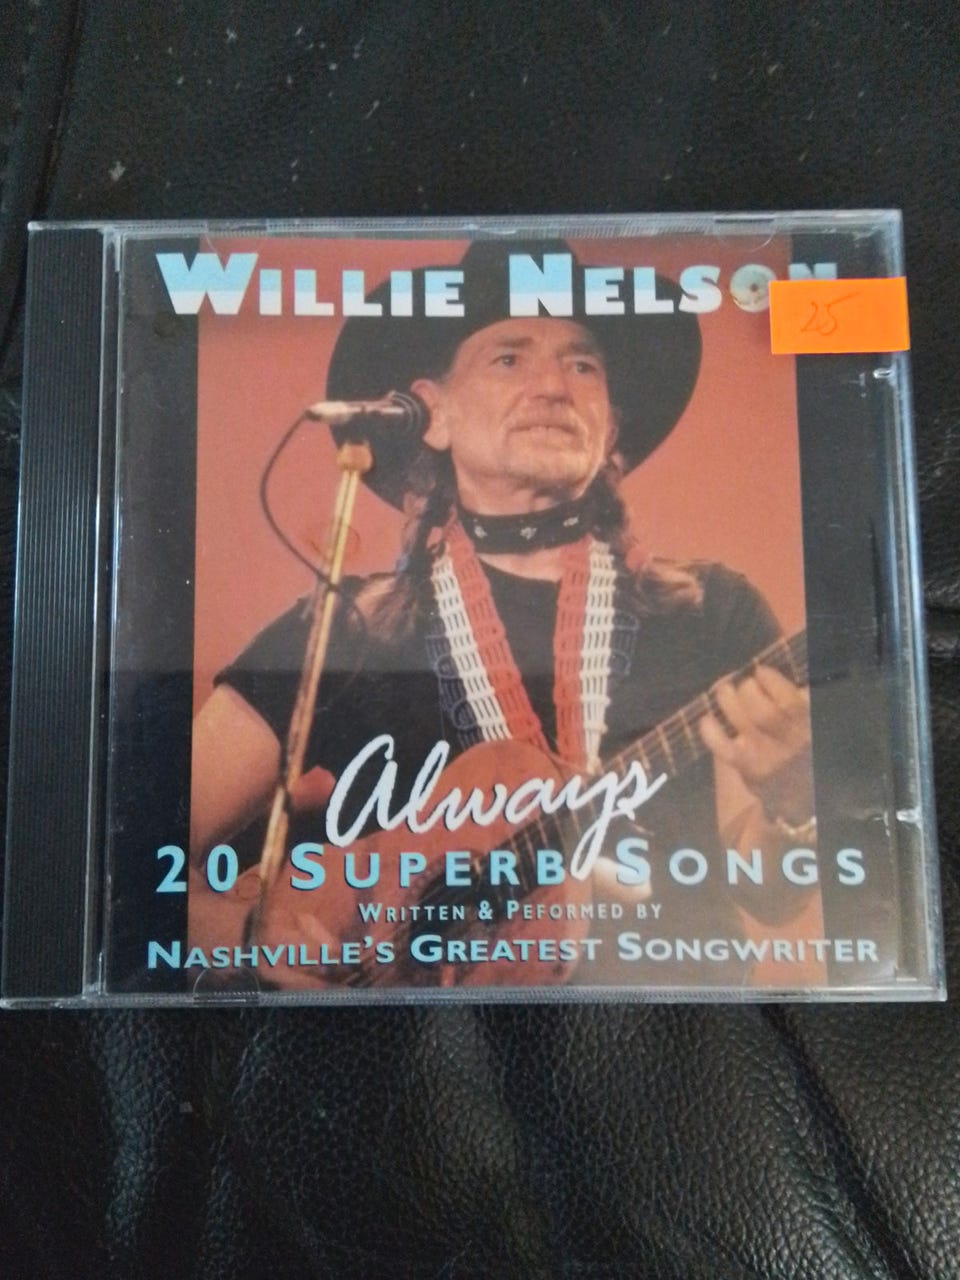 WILLIE NELSON
25
Always
20 SUPERB SONGS
WRITTEN & PEFORMED BY
NASHVILLE'S GREATEST SONGWRITER